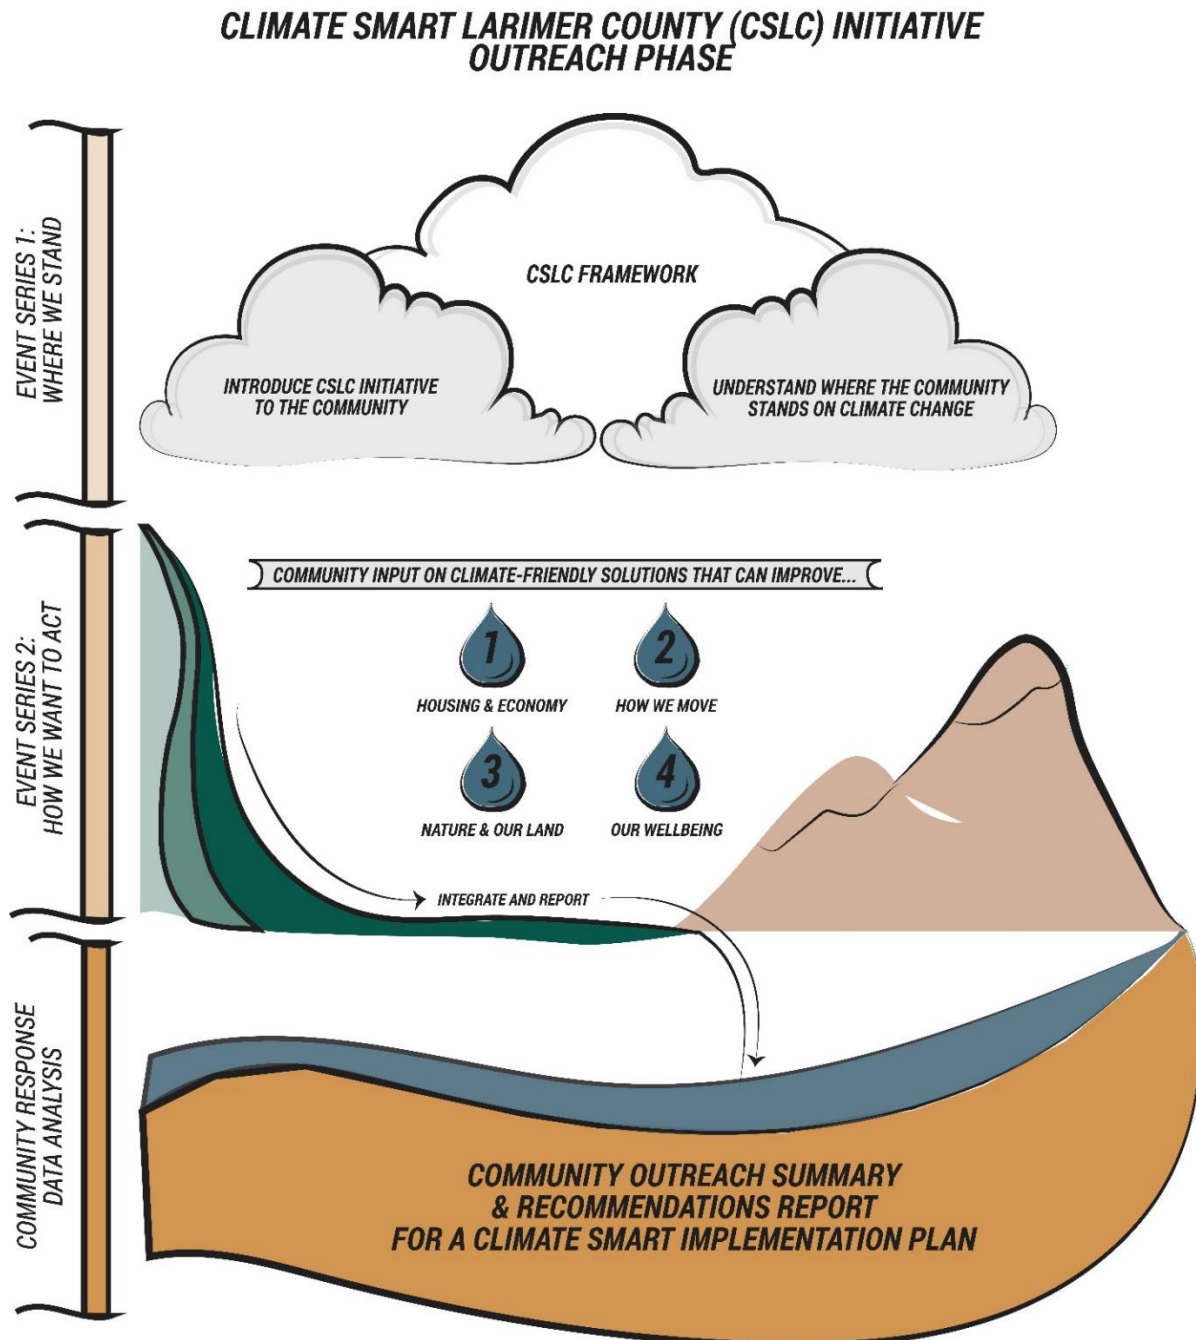 CLIMATE SMART LARIMER COUNTY (CSLC) INITIATIVE
OUTREACH PHASE
EVENT SERIES 1:
WHERE WE STAND
CSLC FRAMEWORK
INTRODUCE CSLC INITIATIVE
TO THE COMMUNITY
UNDERSTAND WHERE THE COMMUNITY
STANDS ON CLIMATE CHANGE
EVENT SERIES 2:
HOW WE WANT TO ACT
COMMUNITY INPUT ON CLIMATE-FRIENDLY SOLUTIONS THAT CAN IMPROVE...
1
HOUSING & ECONOMY
2
HOW WE MOVE
3
NATURE & OUR LAND
4
OUR WELLBEING
INTEGRATE AND REPORT
COMMUNITY RESPONSE
DATA ANALYSIS
COMMUNITY OUTREACH SUMMARY
& RECOMMENDATIONS REPORT
FOR A CLIMATE SMART IMPLEMENTATION PLAN